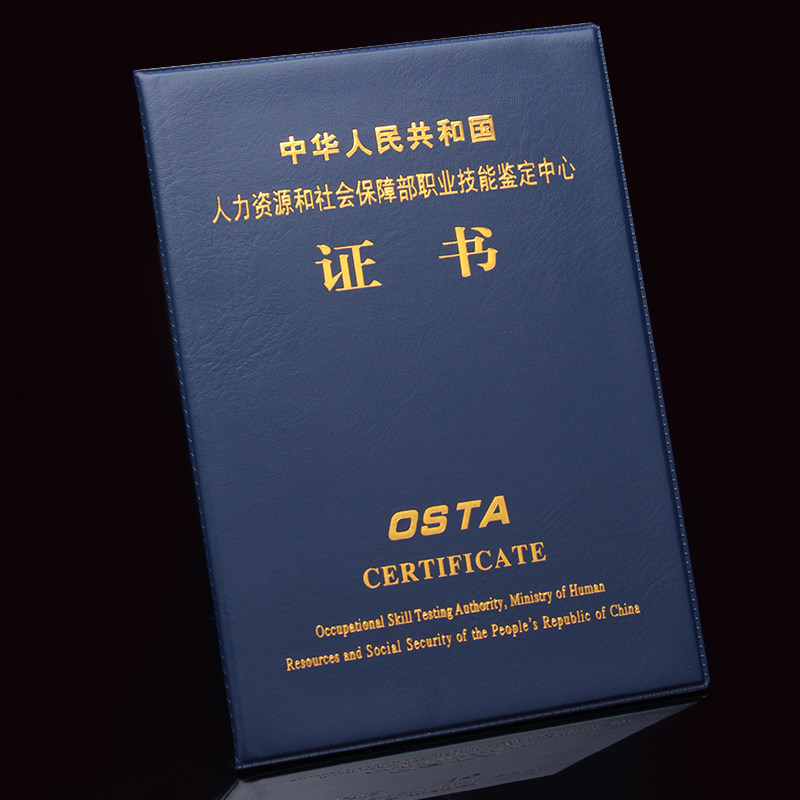 中华人民共和国
人力资源和社会保障部职业技能鉴定中心
证书
OSTA
CERTIFICATE
Occupational Skill Testing Authority, Ministry of Human
Resources and Social Security of the People's Republic of China